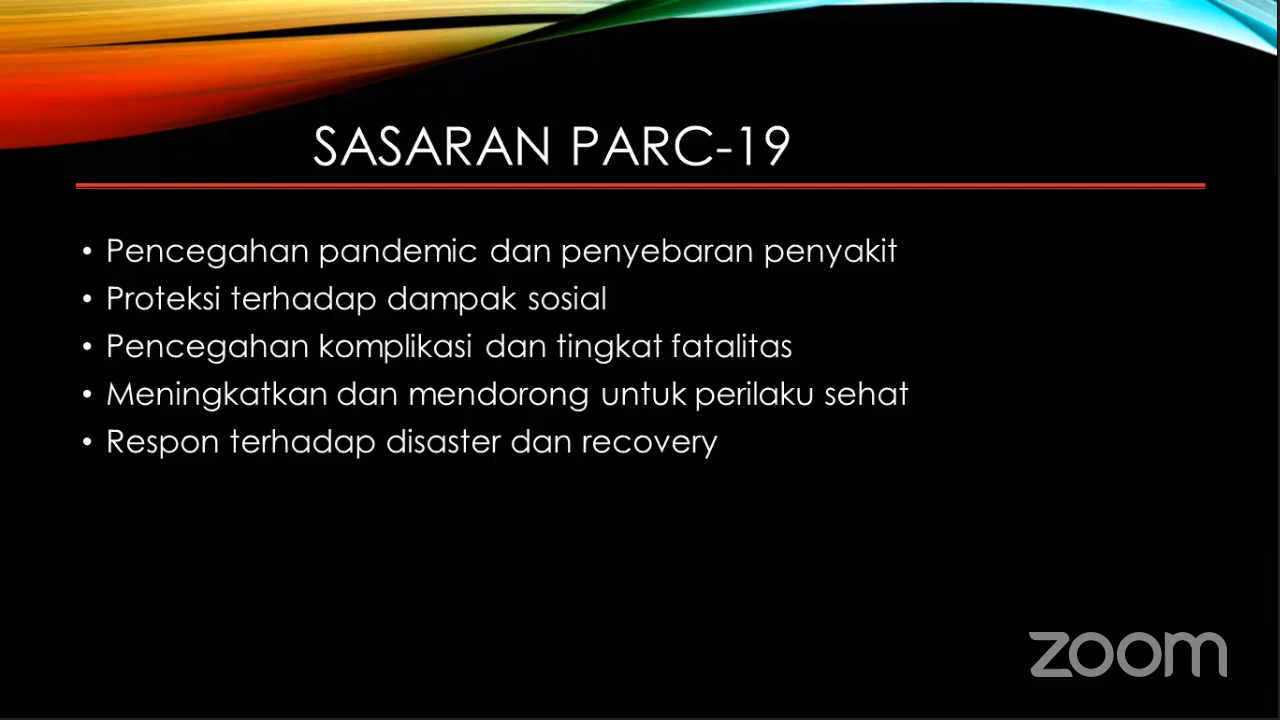 SASARAN PARC-19
• Pencegahan pandemic dan penyebaran penyakit
• Proteksi terhadap dampak sosial
• Pencegahan komplikasi dan tingkat fatalitas
• Meningkatkan dan mendorong untuk perilaku sehat
• Respon terhadap disaster dan recovery
zoom